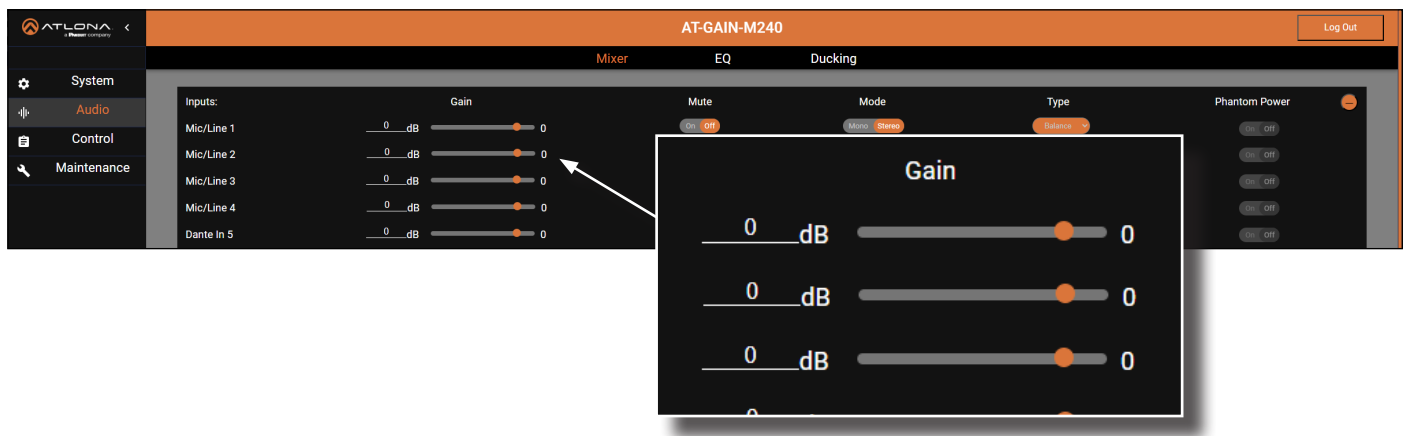 ATLONA
a Panduit company
AT-GAIN-M240
Log Out
Mixer EQ Ducking
System
Audio
Control
Maintenance
Inputs: Gain Mute Mode Type Phantom Power
Mic/Line 1 0 dB 0 On Off Mono Stereo Balance On Off
Mic/Line 2 0 dB 0 On Off
Mic/Line 3 0 dB 0 On Off
Mic/Line 4 0 dB 0 On Off
Dante In 5 0 dB 0 On Off
Gain
0 dB 0
0 dB 0
0 dB 0